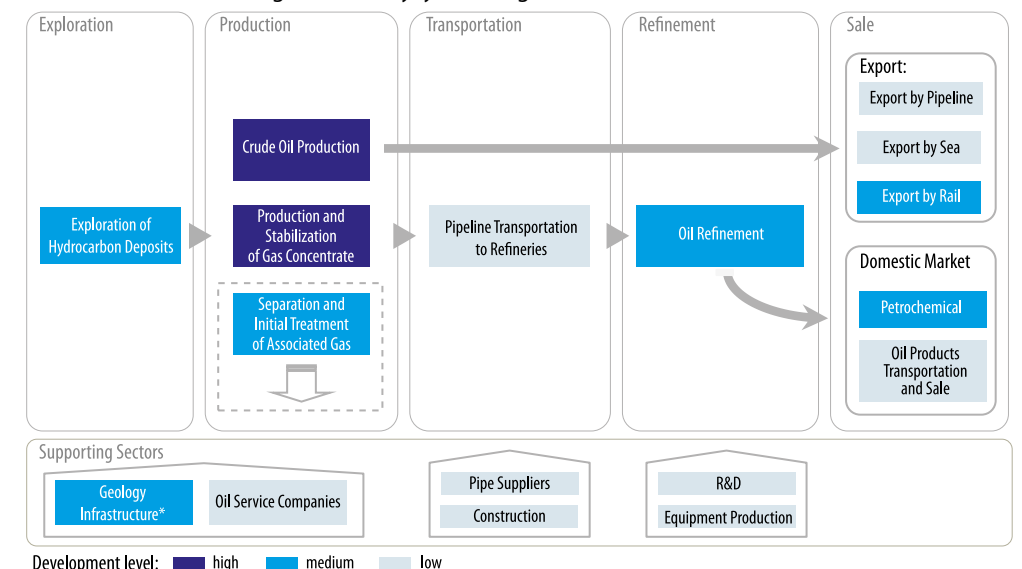 Exploration
Production
Transportation
Refinement
Sale
Export:
Export by Pipeline
Crude Oil Production
Export by Sea
Export by Rail
Exploration of
Hydrocarbon Deposits
Production and
Stabilization
of Gas Concentrate
Pipeline Transportation
to Refineries
Oil Refinement
Domestic Market
Separation and
Initial Treatment
of Associated Gas
Petrochemical
Oil Products
Transportation
and Sale
Supporting Sectors
Geology
Infrastructure*
Oil Service Companies
Pipe Suppliers
Construction
R&D
Equipment Production
Development level:
high
medium
low